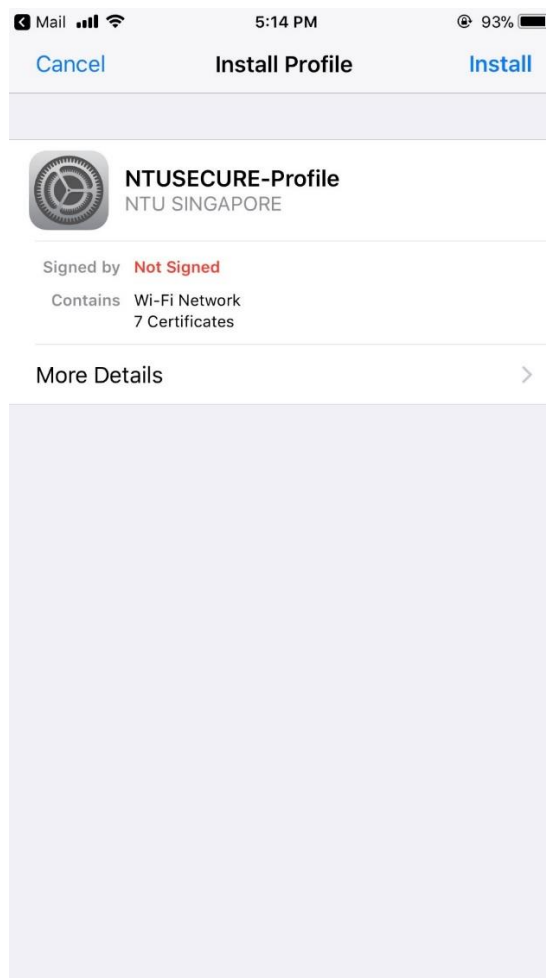 Mail 5:14 PM 93%
Cancel Install Profile Install
NTUSECURE-Profile
NTU SINGAPORE
Signed by Not Signed
Contains Wi-Fi Network
7 Certificates
More Details